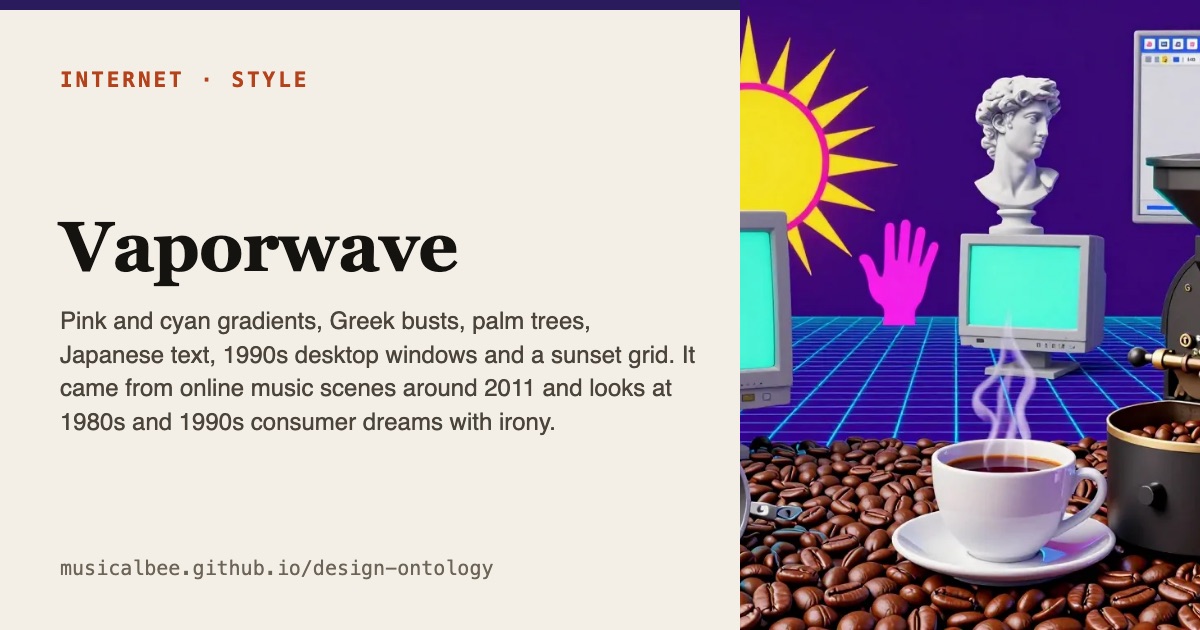 INTERNET · STYLE
Vaporwave
Pink and cyan gradients, Greek busts, palm trees,
Japanese text, 1990s desktop windows and a sunset grid. It
came from online music scenes around 2011 and looks at
1980s and 1990s consumer dreams with irony.
musicalbee.github.io/design-ontology